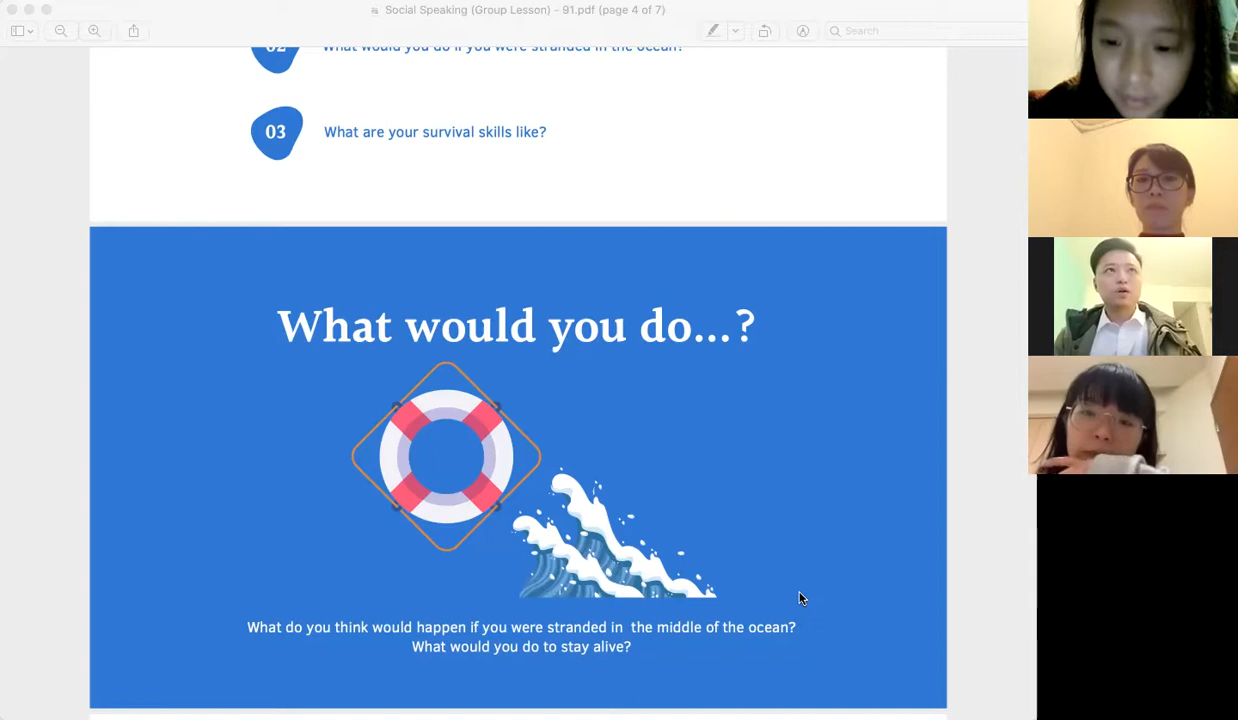 Social Speaking (Group Lesson) - 91.pdf (page 4 of 7)
Search
02
What would you do if you were stranded in the ocean?
03
What are your survival skills like?
What would you do...?
What do you think would happen if you were stranded in the middle of the ocean?
What would you do to stay alive?